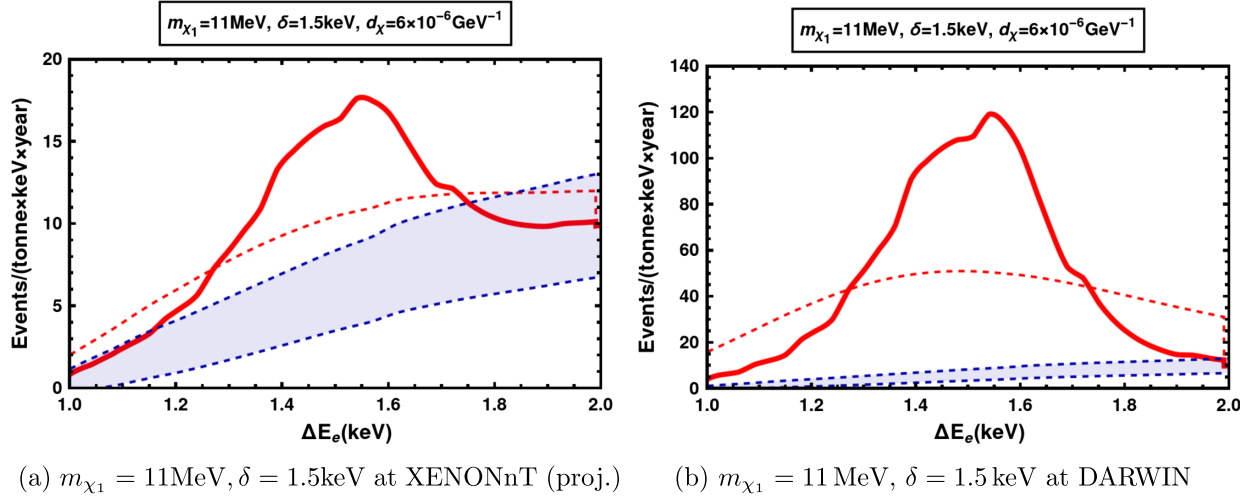 m_χ₁=11MeV, δ=1.5keV, d_χ=6×10⁻⁶GeV⁻¹
Events/(tonne×keV×year)
20
15
10
5
0
1.0 1.2 1.4 1.6 1.8 2.0
ΔE_e(keV)
(a) m_χ₁ = 11MeV, δ = 1.5keV at XENONnT (proj.)
m_χ₁=11MeV, δ=1.5keV, d_χ=6×10⁻⁶GeV⁻¹
Events/(tonne×keV×year)
140
120
100
80
60
40
20
0
1.0 1.2 1.4 1.6 1.8 2.0
ΔE_e(keV)
(b) m_χ₁ = 11 MeV, δ = 1.5 keV at DARWIN